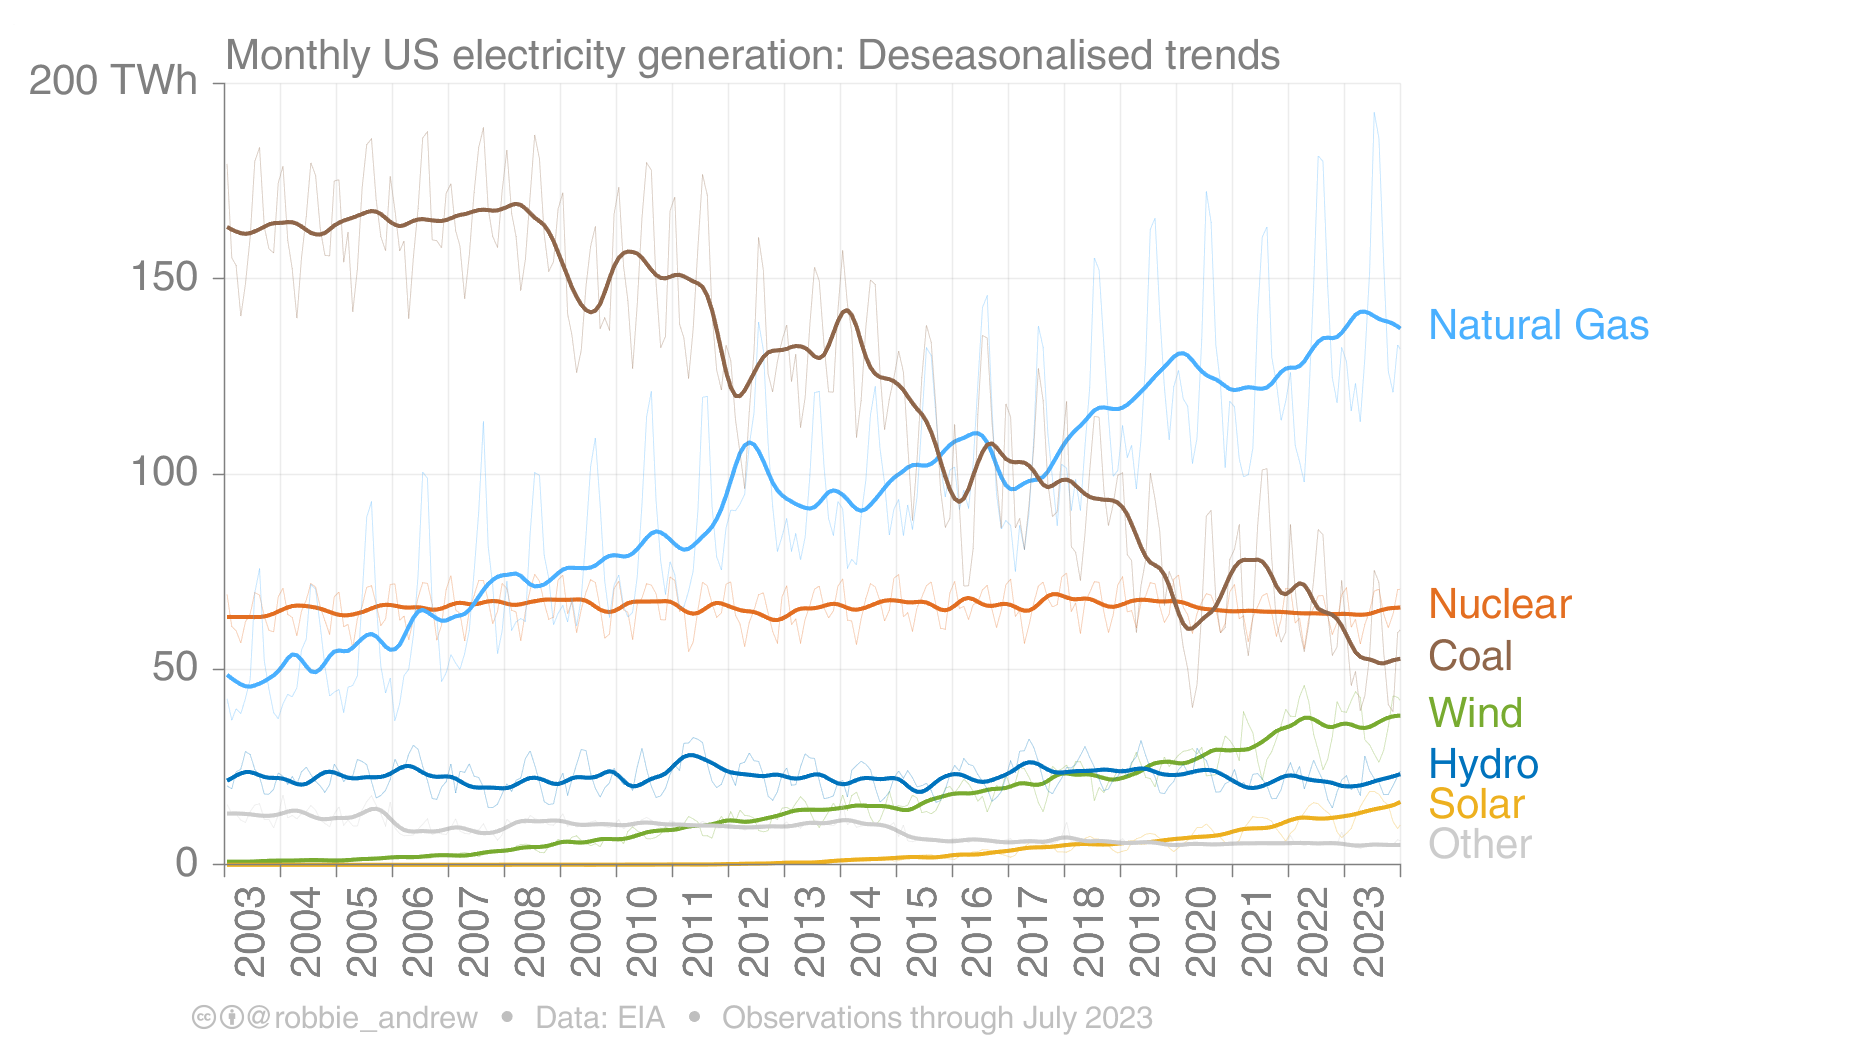 Monthly US electricity generation: Deseasonalised trends
200 TWh
150
100
50
0
Natural Gas
Nuclear
Coal
Wind
Hydro
Solar
Other
2003
2004
2005
2006
2007
2008
2009
2010
2011
2012
2013
2014
2015
2016
2017
2018
2019
2020
2021
2022
2023
cc @robbie_andrew • Data: EIA • Observations through July 2023